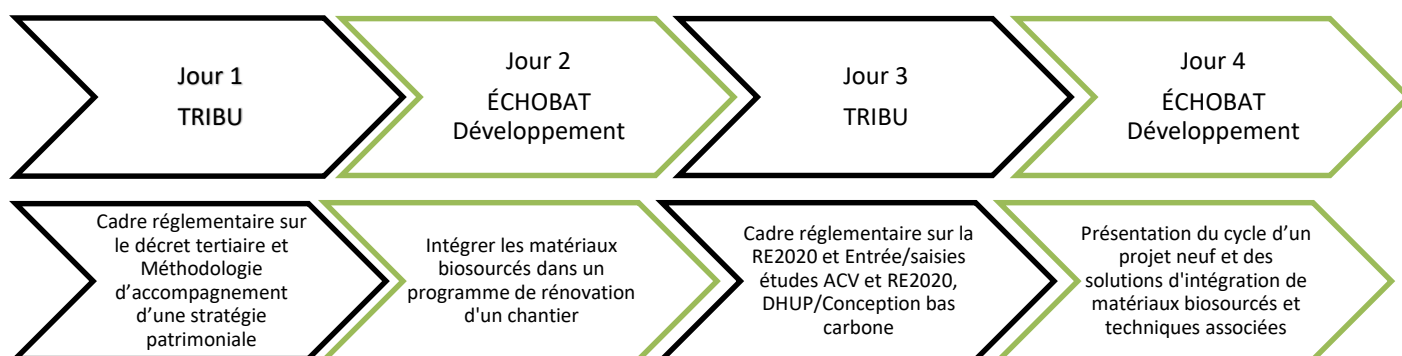 Jour 1
TRIBU
Jour 2
ÉCHOBAT
Développement
Jour 3
TRIBU
Jour 4
ÉCHOBAT
Développement
Cadre réglementaire sur
le décret tertiaire et
Méthodologie
d'accompagnement
d'une stratégie
patrimoniale
Intégrer les matériaux
biosourcés dans un
programme de rénovation
d'un chantier
Cadre réglementaire sur la
RE2020 et Entrée/saisies
études ACV et RE2020,
DHUP/Conception bas
carbone
Présentation du cycle d'un
projet neuf et des
solutions d'intégration de
matériaux biosourcés et
techniques associées